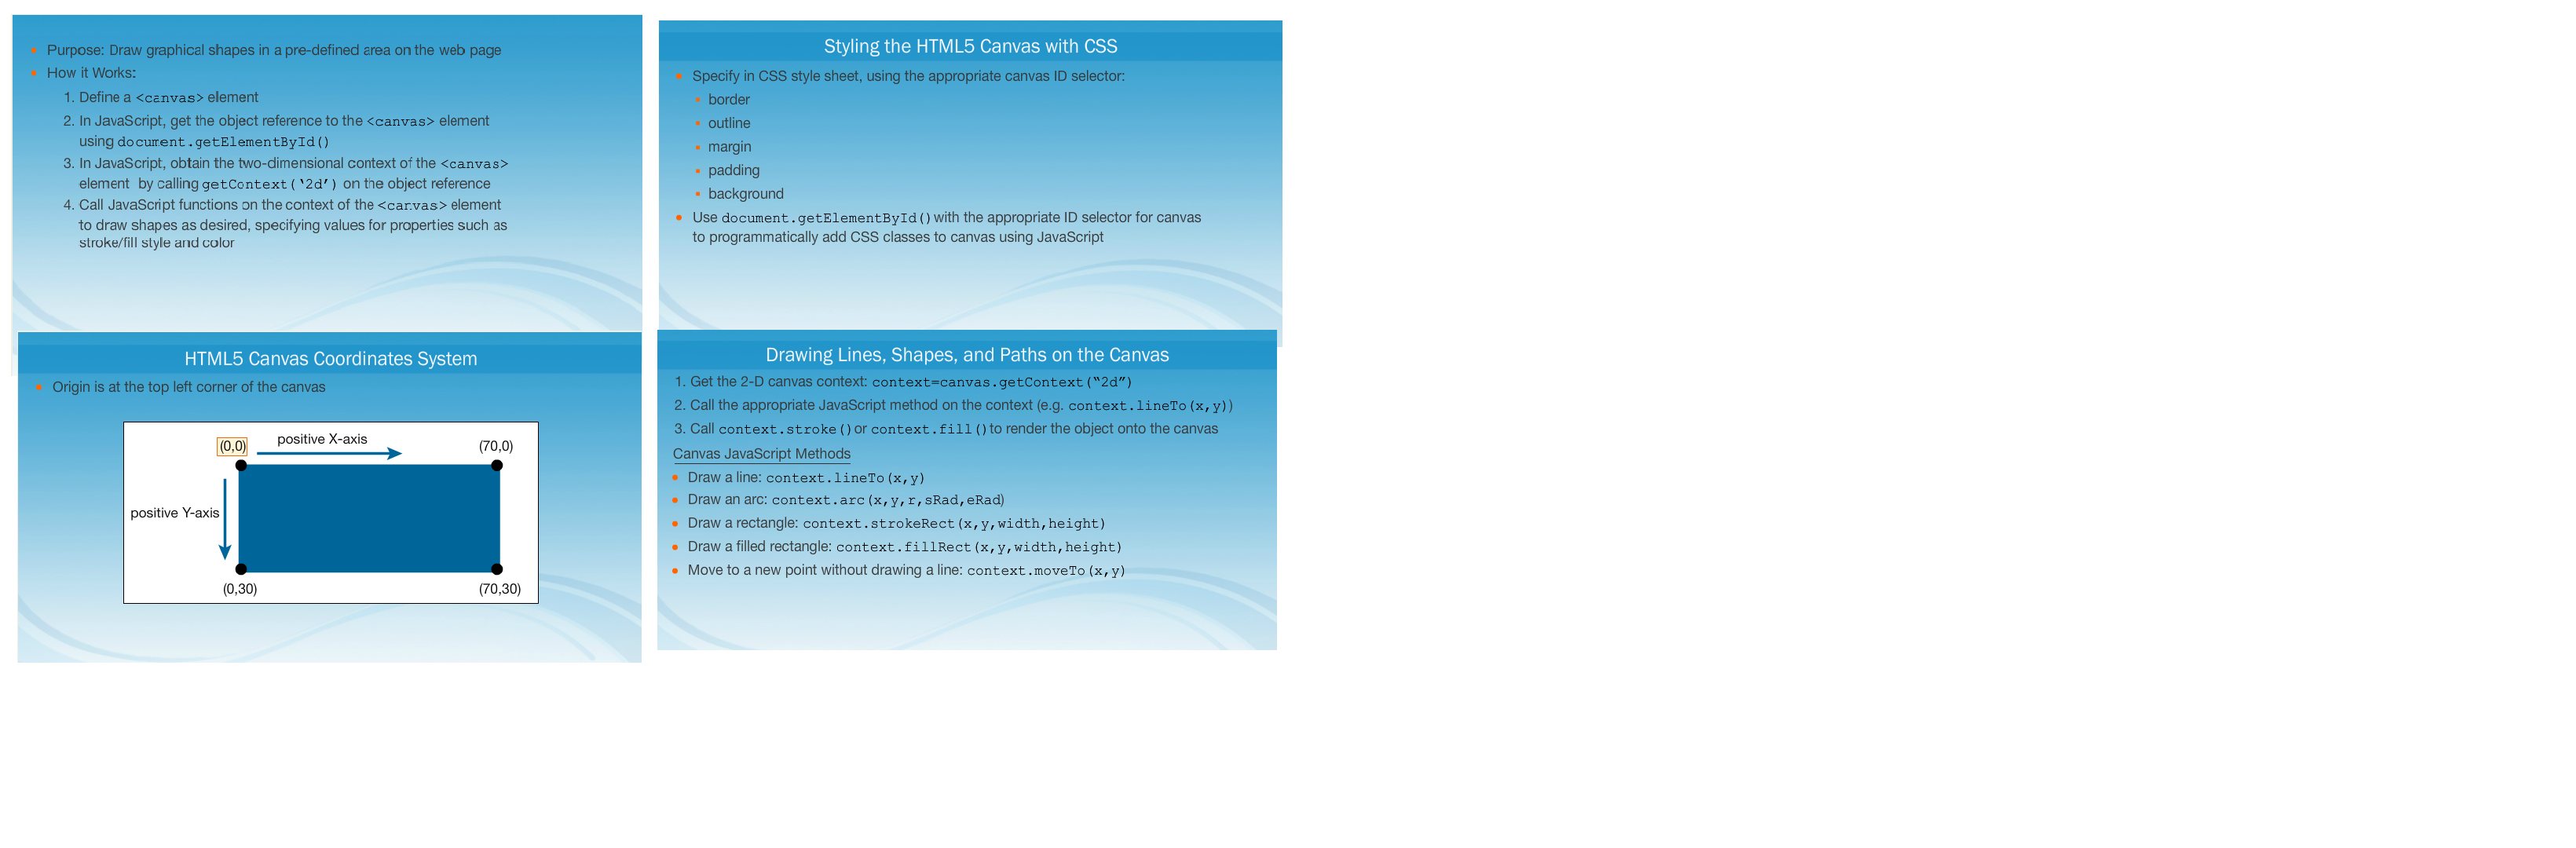 • Purpose: Draw graphical shapes in a pre-defined area on the web page
• How it Works:
1. Define a <canvas> element
2. In JavaScript, get the object reference to the <canvas> element
using document.getElementById()
3. In JavaScript, obtain the two-dimensional context of the <canvas>
element by calling getContext(‘2d’) on the object reference
4. Call JavaScript functions on the context of the <canvas> element
to draw shapes as desired, specifying values for properties such as
stroke/fill style and color
Styling the HTML5 Canvas with CSS
• Specify in CSS style sheet, using the appropriate canvas ID selector:
• border
• outline
• margin
• padding
• background
• Use document.getElementById() with the appropriate ID selector for canvas
to programmatically add CSS classes to canvas using JavaScript
HTML5 Canvas Coordinates System
• Origin is at the top left corner of the canvas
(0,0)
positive X-axis
(70,0)
positive Y-axis
(0,30)
(70,30)
Drawing Lines, Shapes, and Paths on the Canvas
1. Get the 2-D canvas context: context=canvas.getContext(“2d”)
2. Call the appropriate JavaScript method on the context (e.g. context.lineTo(x,y))
3. Call context.stroke() or context.fill() to render the object onto the canvas
Canvas JavaScript Methods
• Draw a line: context.lineTo(x,y)
• Draw an arc: context.arc(x,y,r,sRad,eRad)
• Draw a rectangle: context.strokeRect(x,y,width,height)
• Draw a filled rectangle: context.fillRect(x,y,width,height)
• Move to a new point without drawing a line: context.moveTo(x,y)